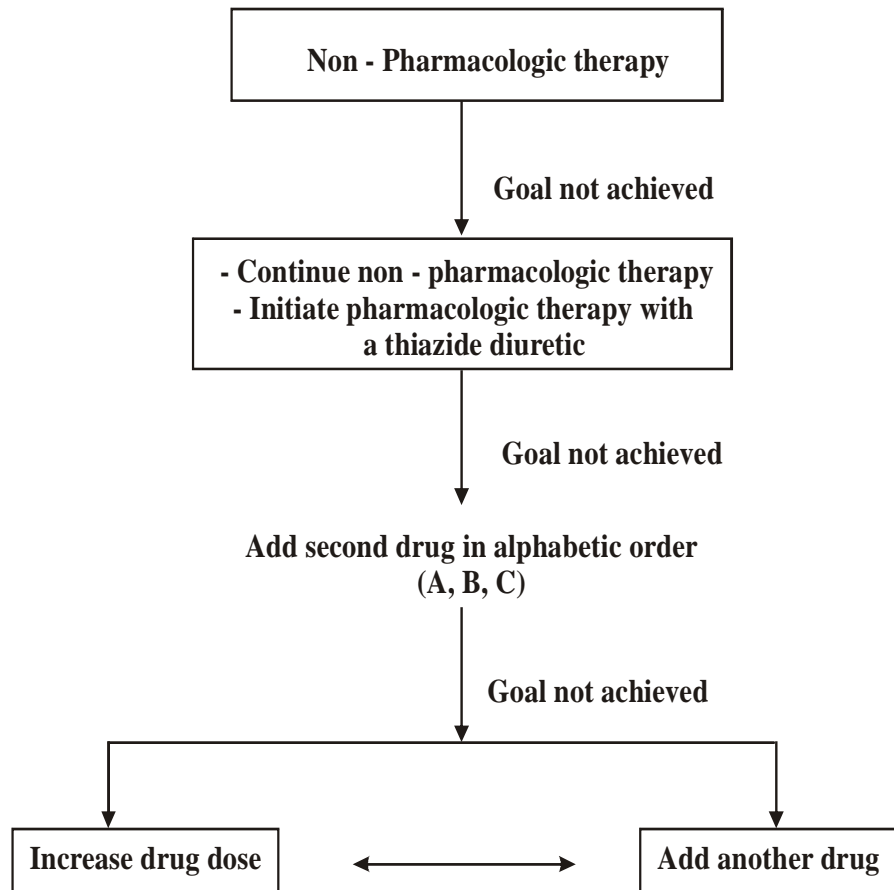 Non - Pharmacologic therapy
Goal not achieved
- Continue non - pharmacologic therapy
- Initiate pharmacologic therapy with
a thiazide diuretic
Goal not achieved
Add second drug in alphabetic order
(A, B, C)
Goal not achieved
Increase drug dose
Add another drug